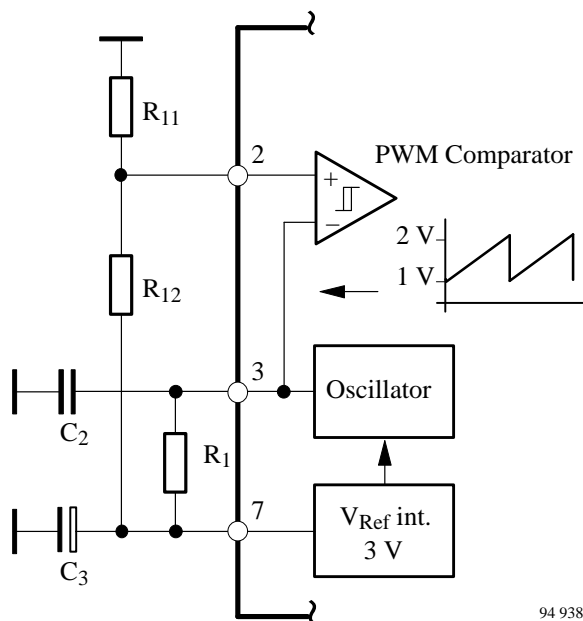 R11
2
PWM Comparator
+
−
2 V
1 V
R12
3
Oscillator
C2
R1
7
VRef int.
3 V
C3
94 938